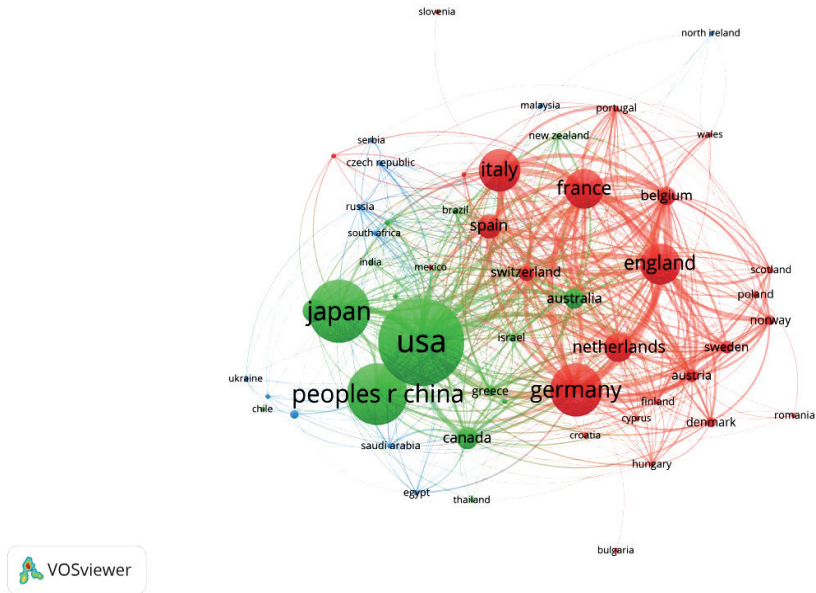 slovenia
north ireland
malaysia
portugal
new zealand
wales
serbia
czech republic
italy
france
belgium
russia
brazil
spain
south africa
india
mexico
switzerland
england
scotland
australia
poland
japan
norway
usa
israel
netherlands
sweden
ukraine
peoples r china
greece
germany
austria
chile
finland
cyprus
denmark
romania
canada
croatia
saudi arabia
hungary
egypt
thailand
bulgaria
VOSviewer